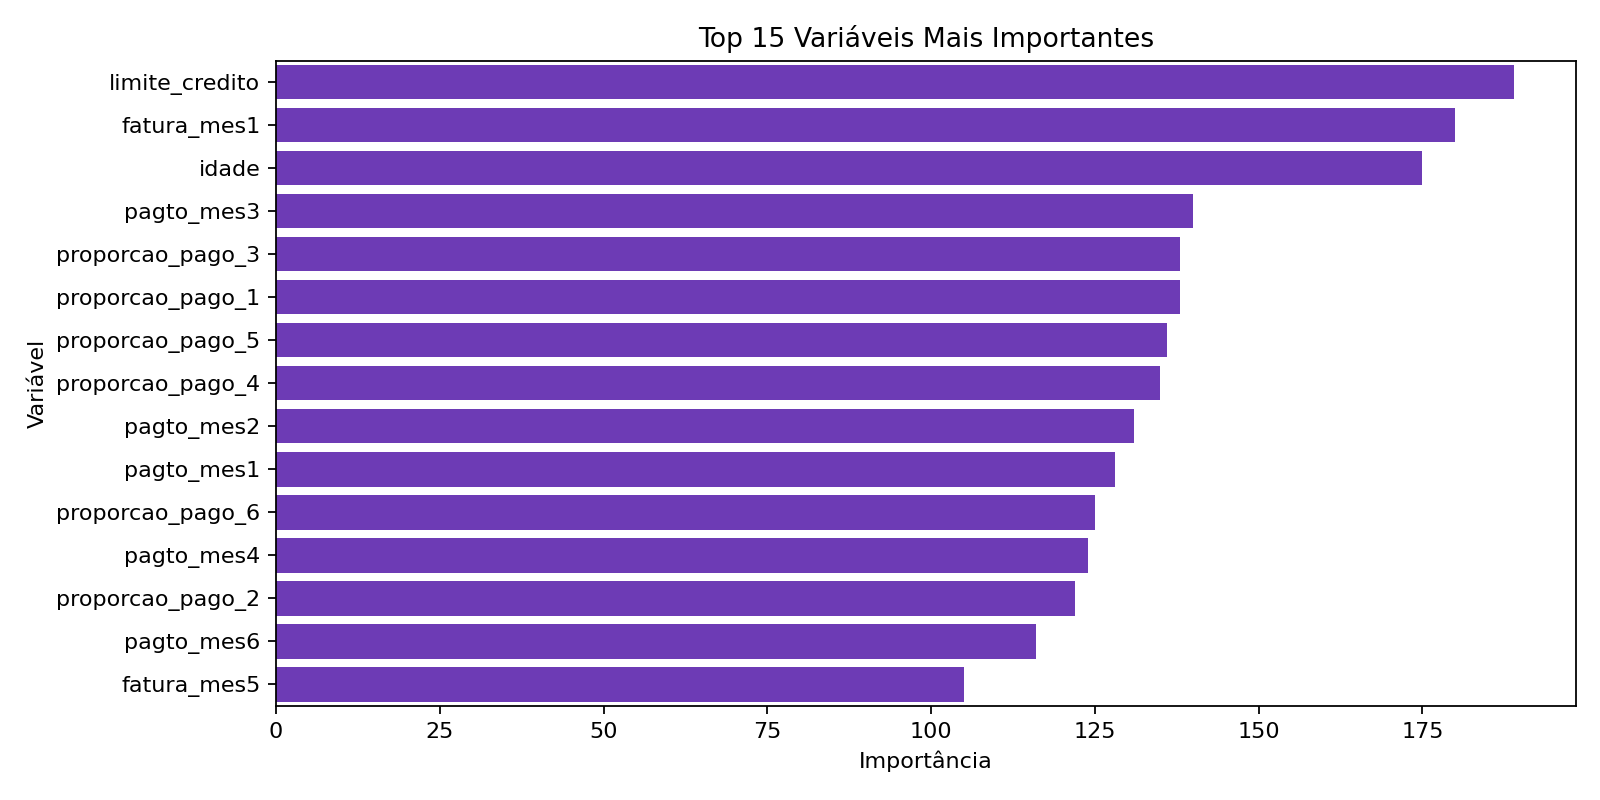 Top 15 Variáveis Mais Importantes
Variável
limite_credito
fatura_mes1
idade
pagto_mes3
proporcao_pago_3
proporcao_pago_1
proporcao_pago_5
proporcao_pago_4
pagto_mes2
pagto_mes1
proporcao_pago_6
pagto_mes4
proporcao_pago_2
pagto_mes6
fatura_mes5
0 25 50 75 100 125 150 175
Importância